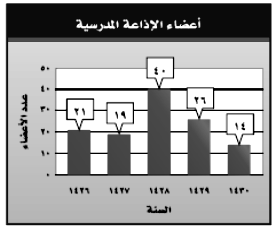 أعضاء الإذاعة المدرسية
عدد الأعضاء
٥٠
٤٠
٣٠
٢٠
١٠
٠
٢١
١٩
٤٠
٢٦
١٤
١٤٢٦ ١٤٢٧ ١٤٢٨ ١٤٢٩ ١٤٣٠
السنة